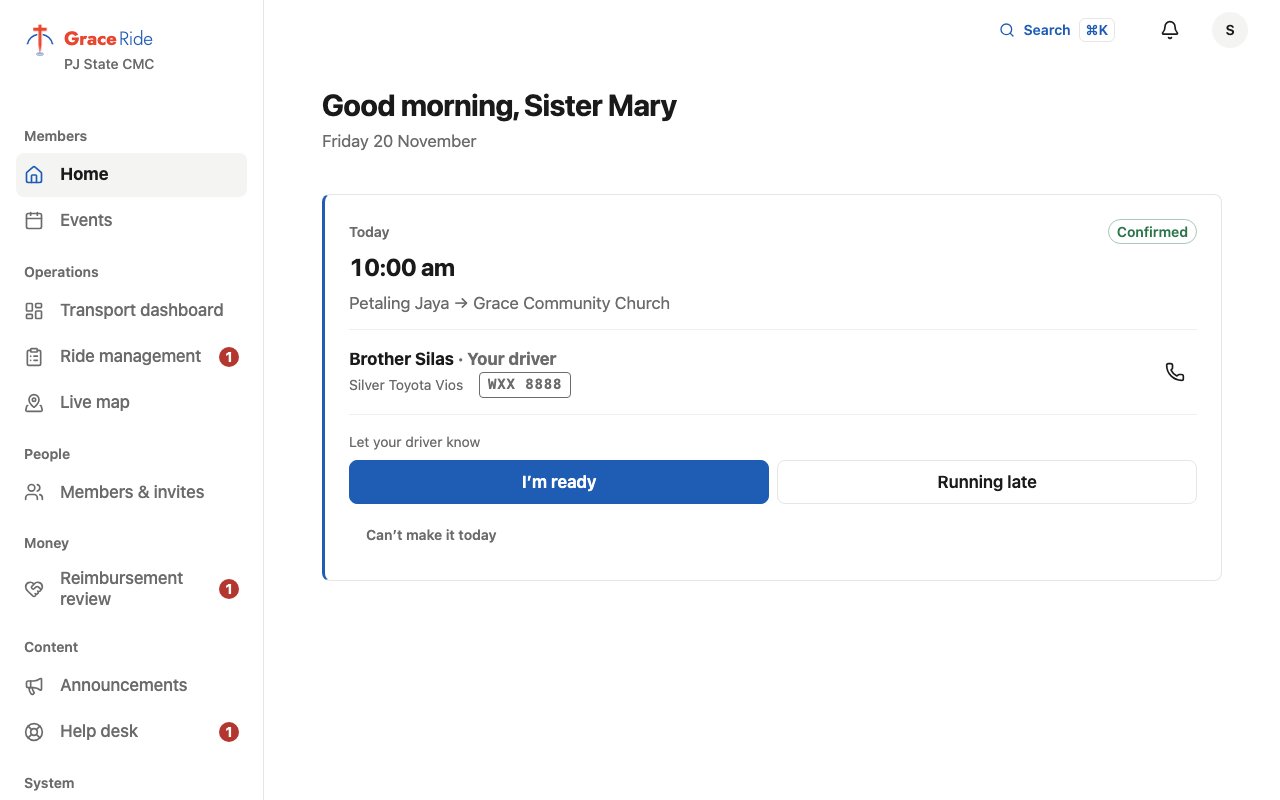 GraceRide
PJ State CMC
Members
Home
Events
Operations
Transport dashboard
Ride management 1
Live map
People
Members & invites
Money
Reimbursement
review 1
Content
Announcements
Help desk 1
System
Search ⌘K
S
Good morning, Sister Mary
Friday 20 November
Today
Confirmed
10:00 am
Petaling Jaya → Grace Community Church
Brother Silas · Your driver
Silver Toyota Vios WXX 8888
Let your driver know
I’m ready
Running late
Can’t make it today